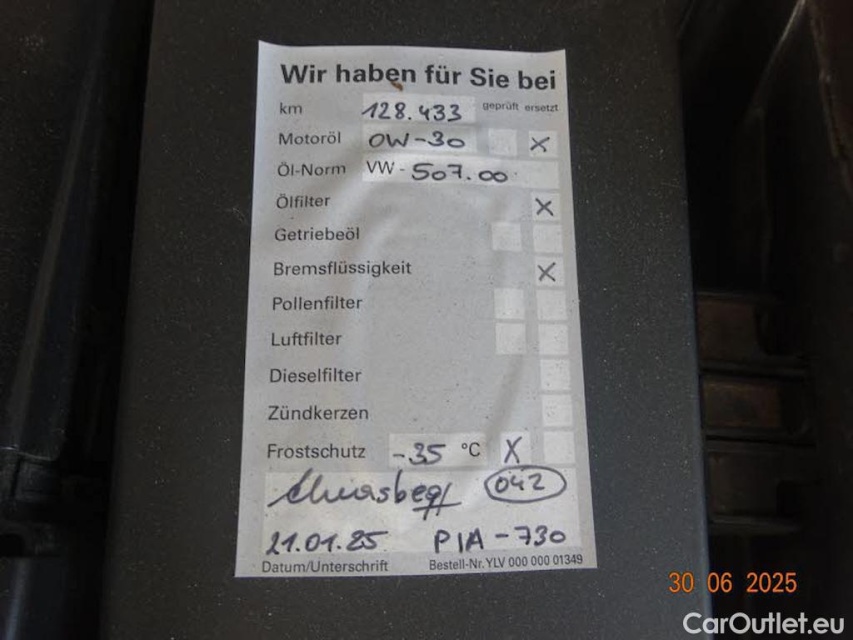 Wir haben für Sie bei
km 128.433 geprüft ersetzt
Motoröl 0W-30 X
Öl-Norm VW - 507.00
Ölfilter X
Getriebeöl
Bremsflüssigkeit X
Pollenfilter
Luftfilter
Dieselfilter
Zündkerzen
Frostschutz -35 °C X
042
21.01.25 PIA-730
Datum/Unterschrift Bestell-Nr. YLV 000 000 01349
30 06 2025
CarOutlet.eu